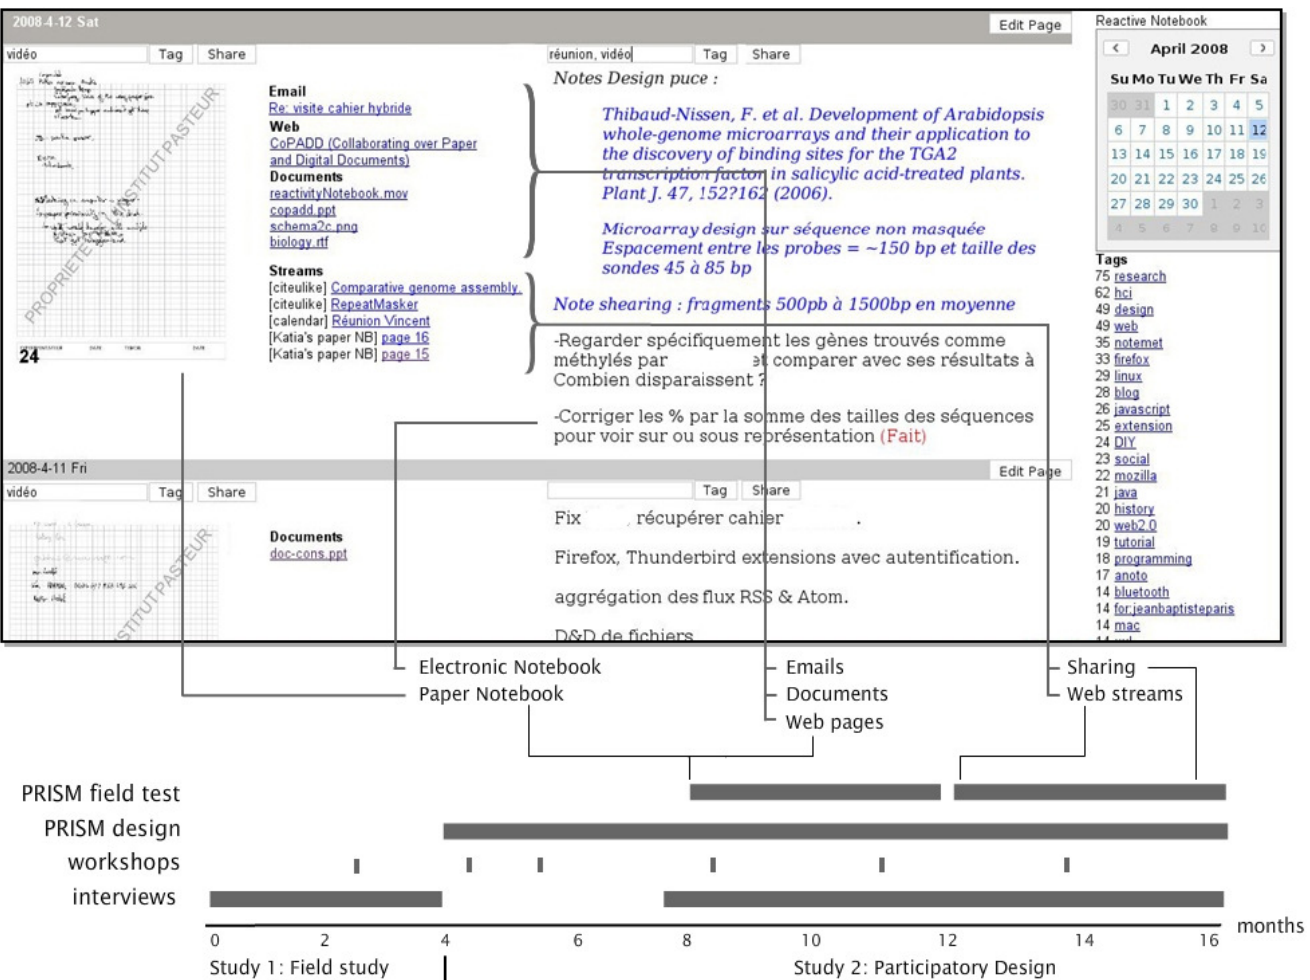 2008-4-12 Sat
Edit Page
vidéo
Tag
Share
réunion, vidéo
Tag
Share
PROPRIETE INSTITUT PASTEUR
24
Email
Re: visite cahier hybride
Web
CoPADD (Collaborating over Paper
and Digital Documents)
Documents
reactivityNotebook.mov
copadd.ppt
schema2c.png
biology.rtf
Streams
[citeulike] Comparative genome assembly.
[citeulike] RepeatMasker
[calendar] Réunion Vincent
[Katia's paper NB] page 16
[Katia's paper NB] page 15
Notes Design puce :
Thibaud-Nissen, F. et al. Development of Arabidopsis
whole-genome microarrays and their application to
the discovery of binding sites for the TGA2
transcription factor in salicylic acid-treated plants.
Plant J. 47, 152?162 (2006).
Microarray design sur séquence non masquée
Espacement entre les probes = ~150 bp et taille des
sondes 45 à 85 bp
Note shearing : fragments 500pb à 1500bp en moyenne
-Regarder spécifiquement les gènes trouvés comme
méthylés par et comparer avec ses résultats à
Combien disparaissent ?
-Corriger les % par la somme des tailles des séquences
pour voir sur ou sous représentation (Fait)
2008-4-11 Fri
Edit Page
vidéo
Tag
Share
Tag
Share
STITUT PASTEUR
Documents
doc-cons.ppt
Fix , récupérer cahier .
Firefox, Thunderbird extensions avec autentification.
aggrégation des flux RSS & Atom.
D&D de fichiers
Reactive Notebook
< April 2008 >
Su Mo Tu We Th Fr Sa
30 31 1 2 3 4 5
6 7 8 9 10 11 12
13 14 15 16 17 18 19
20 21 22 23 24 25 26
27 28 29 30 1 2 3
4 5 6 7 8 9 10
Tags
75 research
62 hci
49 design
49 web
35 notemet
33 firefox
29 linux
28 blog
26 javascript
25 extension
24 DIY
23 social
22 mozilla
21 java
20 history
20 web2.0
19 tutorial
18 programming
17 anoto
14 bluetooth
14 for:jeanbaptisteparis
14 mac
Electronic Notebook
Paper Notebook
Emails
Documents
Web pages
Sharing
Web streams
PRISM field test
PRISM design
workshops
interviews
months
0 2 4 6 8 10 12 14 16
Study 1: Field study
Study 2: Participatory Design